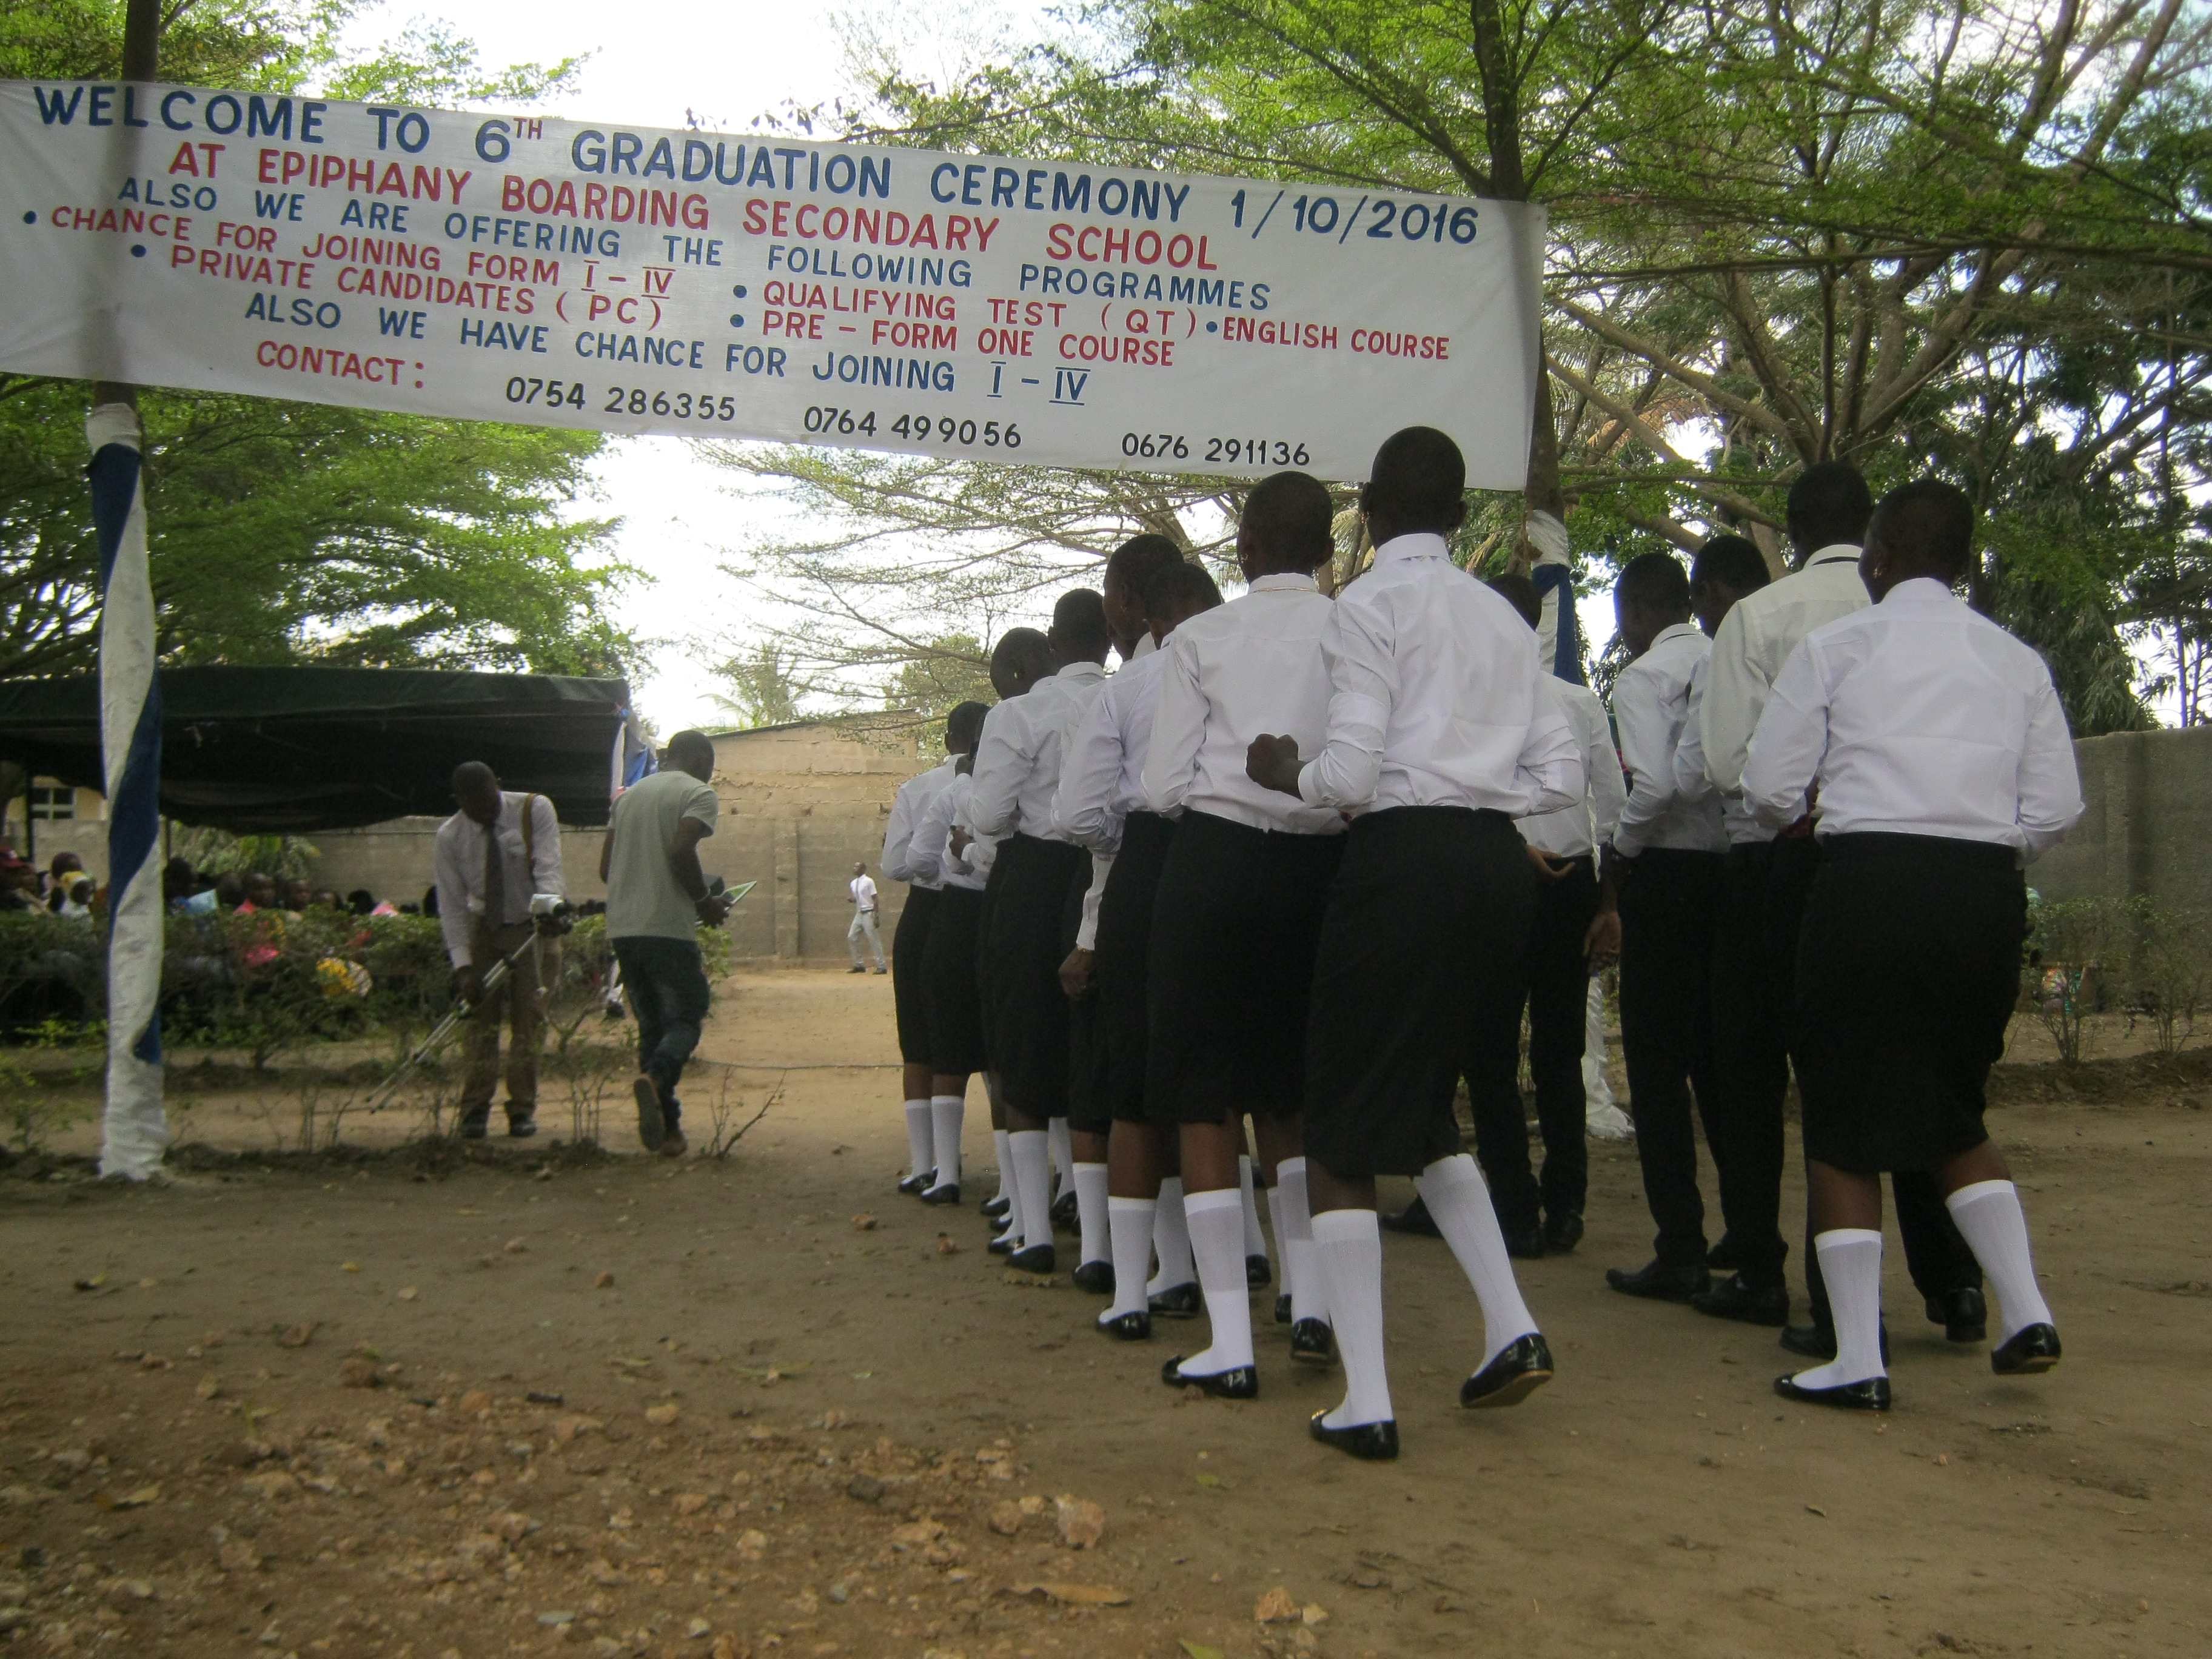 WELCOME TO 6TH GRADUATION CEREMONY 1/10/2016
AT EPIPHANY BOARDING SECONDARY SCHOOL
ALSO WE ARE OFFERING THE FOLLOWING PROGRAMMES
• CHANCE FOR JOINING FORM I - IV • QUALIFYING TEST (QT) • ENGLISH COURSE
• PRIVATE CANDIDATES (PC) • PRE - FORM ONE COURSE
ALSO WE HAVE CHANCE FOR JOINING I - IV
CONTACT: 0754 286355 0764 499056 0676 291136